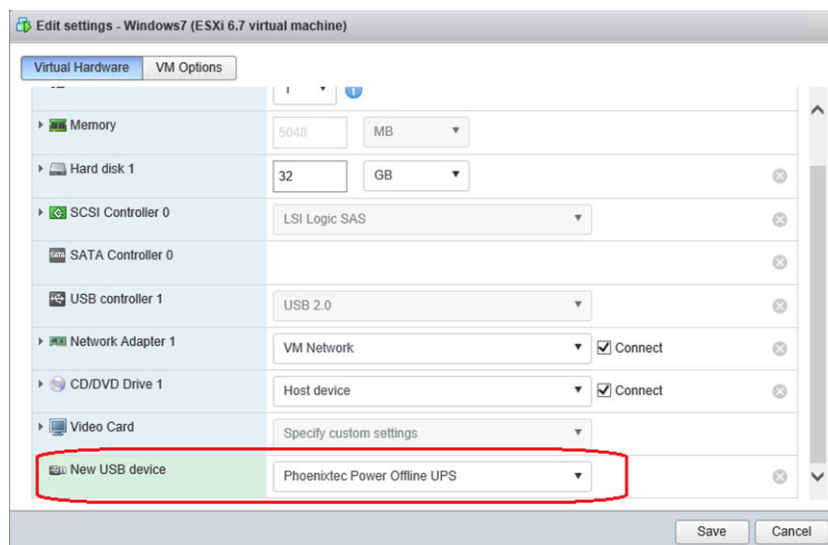 Edit settings - Windows7 (ESXi 6.7 virtual machine)
Virtual Hardware VM Options
Memory 5048 MB
Hard disk 1 32 GB
SCSI Controller 0 LSI Logic SAS
SATA Controller 0
USB controller 1 USB 2.0
Network Adapter 1 VM Network Connect
CD/DVD Drive 1 Host device Connect
Video Card Specify custom settings
New USB device Phoenixtec Power Offline UPS
Save Cancel